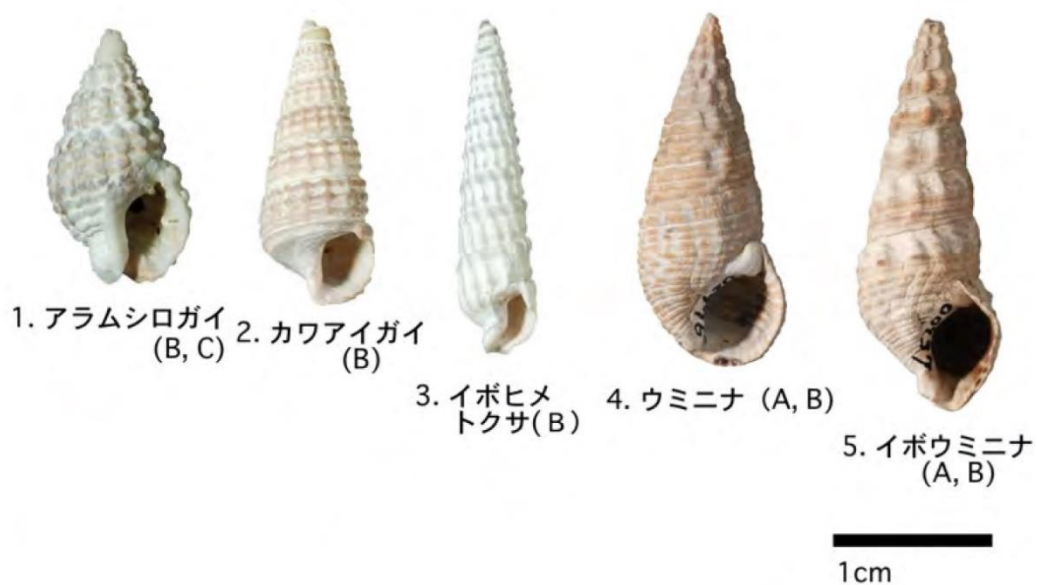 1. アラムシロガイ
(B, C)
2. カワアイガイ
(B)
3. イボヒメ
トクサ(B)
4. ウミニナ (A, B)
5. イボウミニナ
(A, B)
1cm